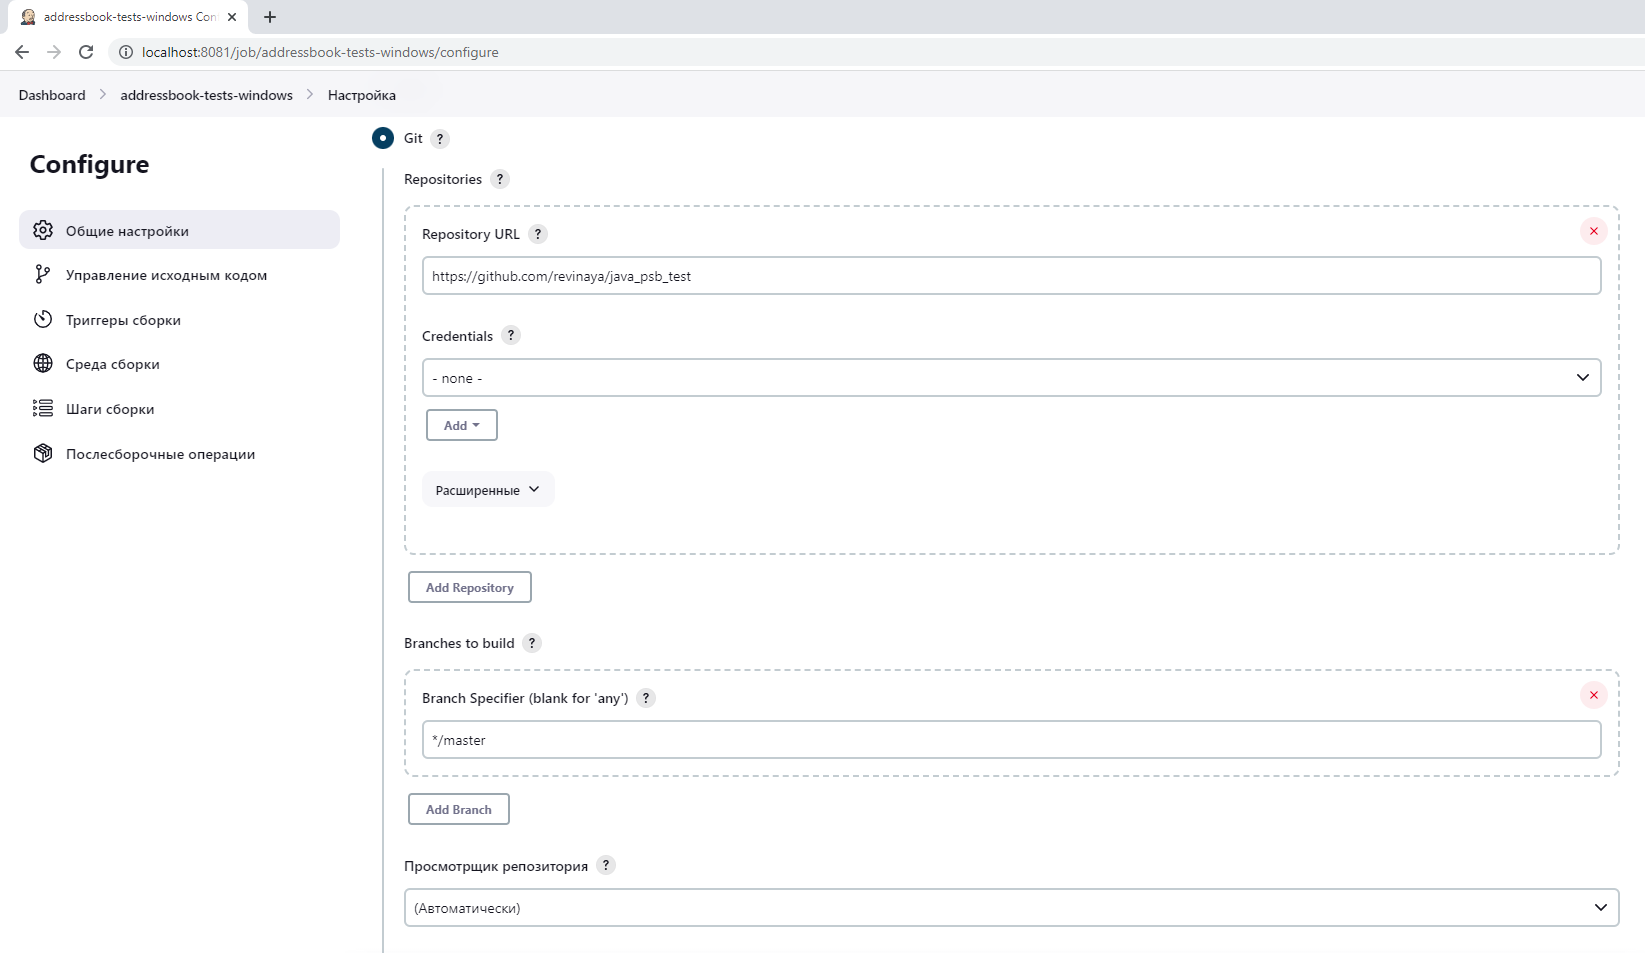 addressbook-tests-windows Con
localhost:8081/job/addressbook-tests-windows/configure
Dashboard > addressbook-tests-windows > Настройка
Configure
Общие настройки
Управление исходным кодом
Триггеры сборки
Среда сборки
Шаги сборки
Послесборочные операции
Git ?
Repositories ?
Repository URL ?
https://github.com/revinaya/java_psb_test
Credentials ?
- none -
Add
Расширенные
Add Repository
Branches to build ?
Branch Specifier (blank for 'any') ?
*/master
Add Branch
Просмотрщик репозитория ?
(Автоматически)